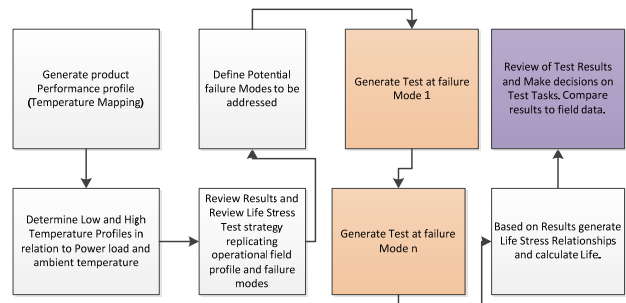 Generate product
Performance profile
(Temperature Mapping)
Determine Low and High
Temperature Profiles in
relation to Power load and
ambient temperature
Review Results and
Review Life Stress
Test strategy
replicating
operational field
profile and failure
modes
Define Potential
failure Modes to be
addressed
Generate Test at failure
Mode 1
Generate Test at failure
Mode n
Based on Results generate
Life Stress Relationships
and calculate Life.
Review of Test Results
and Make decisions on
Test Tasks. Compare
results to field data.